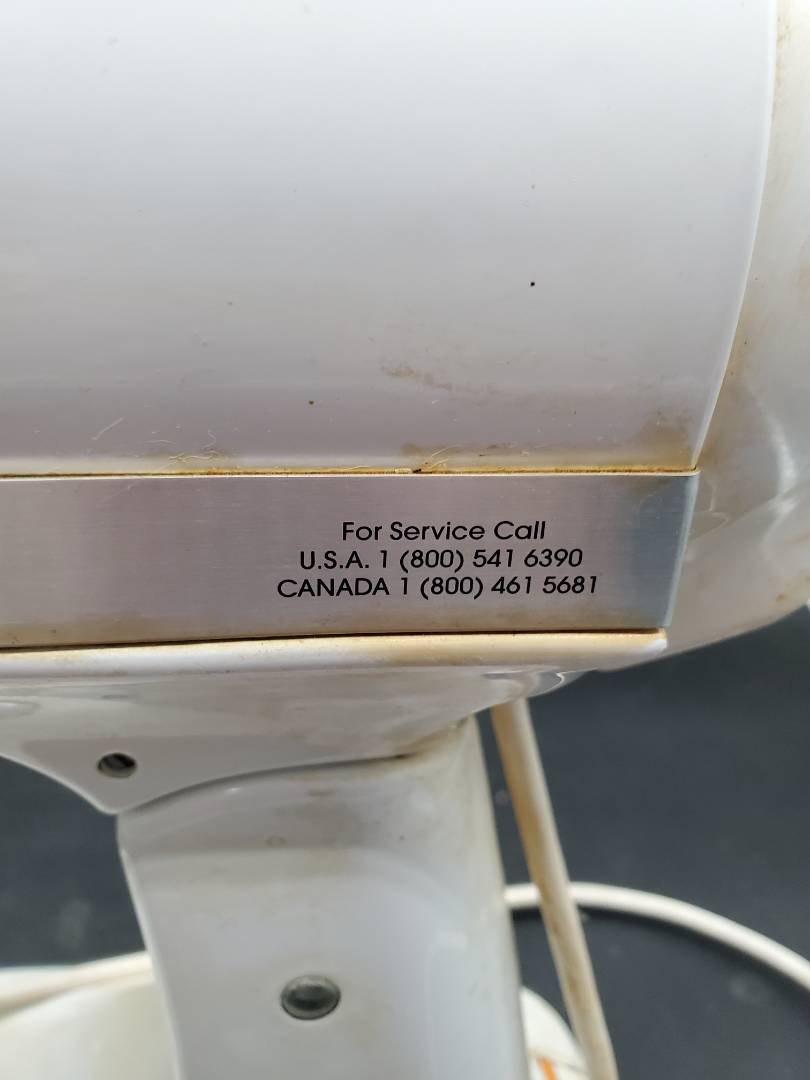 For Service Call
U.S.A. 1 (800) 541 6390
CANADA 1 (800) 461 5681